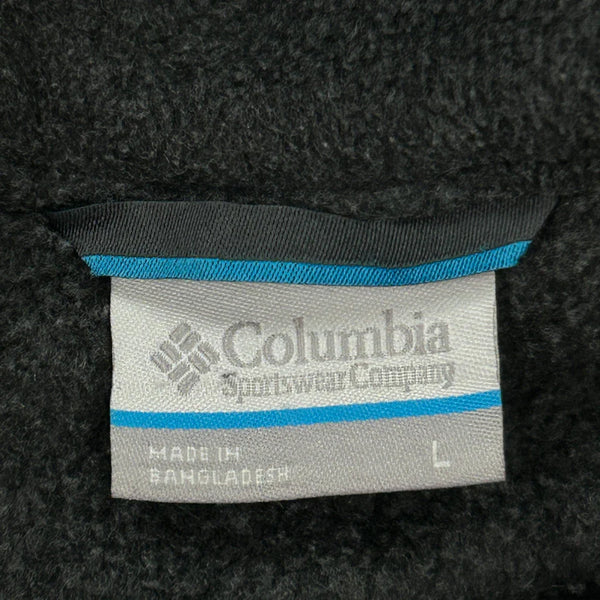 Columbia
Sportswear Company
MADE IN
BANGLADESH
L